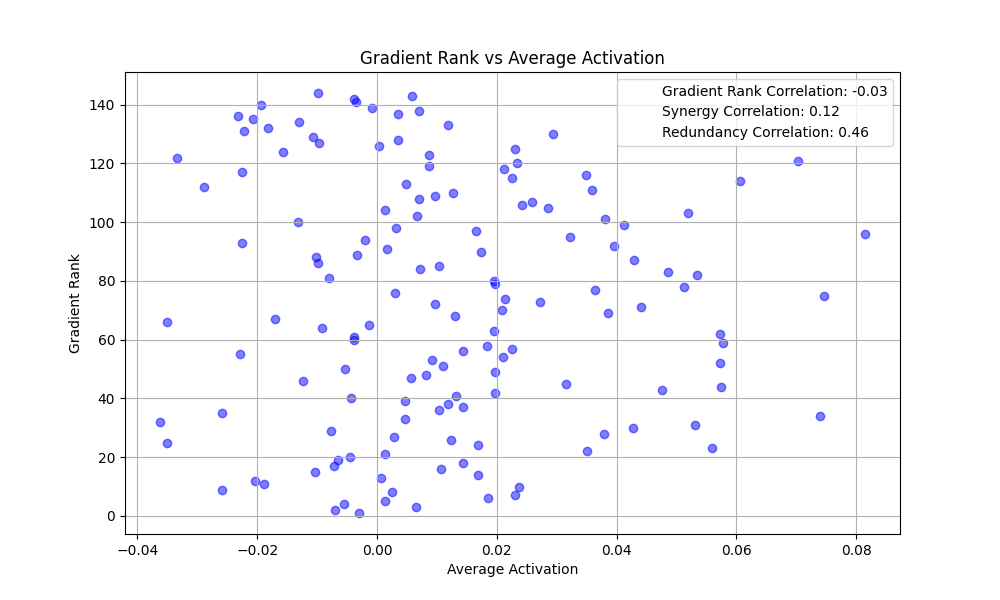 Gradient Rank vs Average Activation
Gradient Rank Correlation: -0.03
Synergy Correlation: 0.12
Redundancy Correlation: 0.46
140
120
100
80
60
40
20
0
Gradient Rank
−0.04 −0.02 0.00 0.02 0.04 0.06 0.08
Average Activation